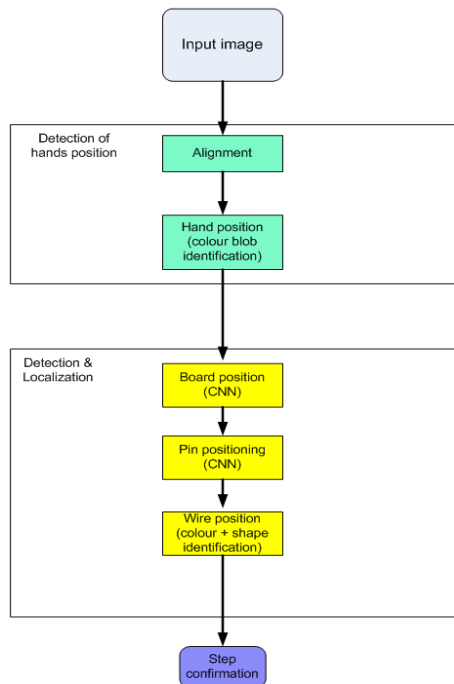 Input image
Detection of
hands position
Alignment
Hand position
(colour blob
identification)
Detection &
Localization
Board position
(CNN)
Pin positioning
(CNN)
Wire position
(colour + shape
identification)
Step
confirmation